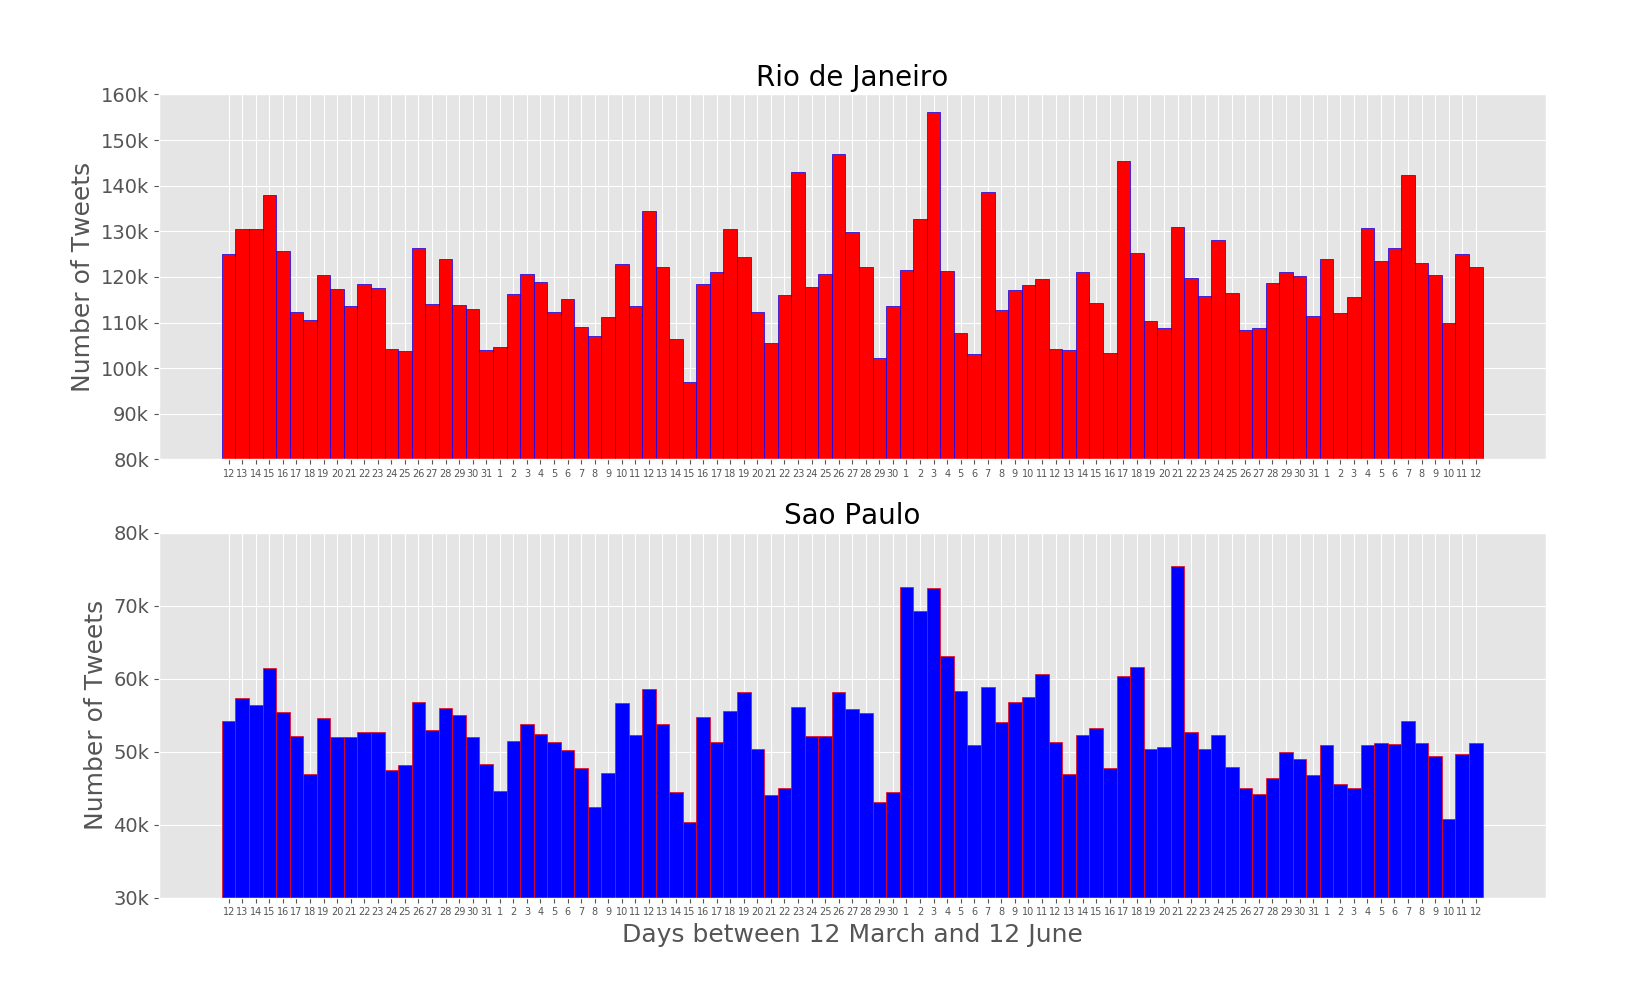 Rio de Janeiro
160k
150k
140k
130k
120k
110k
100k
90k
80k
Number of Tweets
12 13 14 15 16 17 18 19 20 21 22 23 24 25 26 27 28 29 30 31 1 2 3 4 5 6 7 8 9 10 11 12 13 14 15 16 17 18 19 20 21 22 23 24 25 26 27 28 29 30 1 2 3 4 5 6 7 8 9 10 11 12 13 14 15 16 17 18 19 20 21 22 23 24 25 26 27 28 29 30 31 1 2 3 4 5 6 7 8 9 10 11 12
Sao Paulo
80k
70k
60k
50k
40k
30k
Number of Tweets
12 13 14 15 16 17 18 19 20 21 22 23 24 25 26 27 28 29 30 31 1 2 3 4 5 6 7 8 9 10 11 12 13 14 15 16 17 18 19 20 21 22 23 24 25 26 27 28 29 30 1 2 3 4 5 6 7 8 9 10 11 12 13 14 15 16 17 18 19 20 21 22 23 24 25 26 27 28 29 30 31 1 2 3 4 5 6 7 8 9 10 11 12
Days between 12 March and 12 June